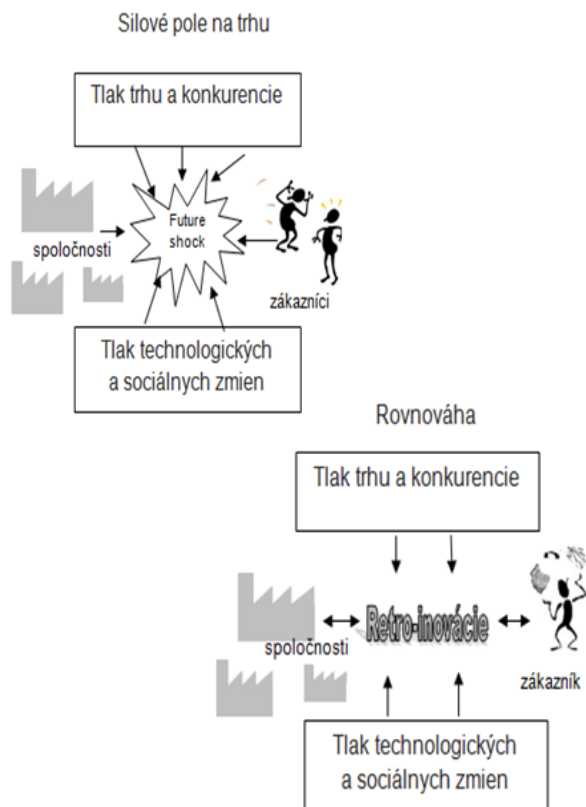 Silové pole na trhu
Tlak trhu a konkurencie
Future
shock
spoločnosti
zákazníci
Tlak technologických
a sociálnych zmien
Rovnováha
Tlak trhu a konkurencie
Retro-inovácie
spoločnosti
zákazník
Tlak technologických
a sociálnych zmien